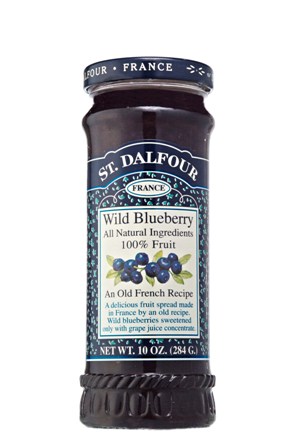 ALFOUR • FRANCE •
ST. DALFOUR
FRANCE
Wild Blueberry
All Natural Ingredients
100% Fruit
An Old French Recipe
A delicious fruit spread made
in France by an old recipe.
Wild blueberries sweetened
only with grape juice concentrate.
NET WT. 10 OZ. (284 G.)